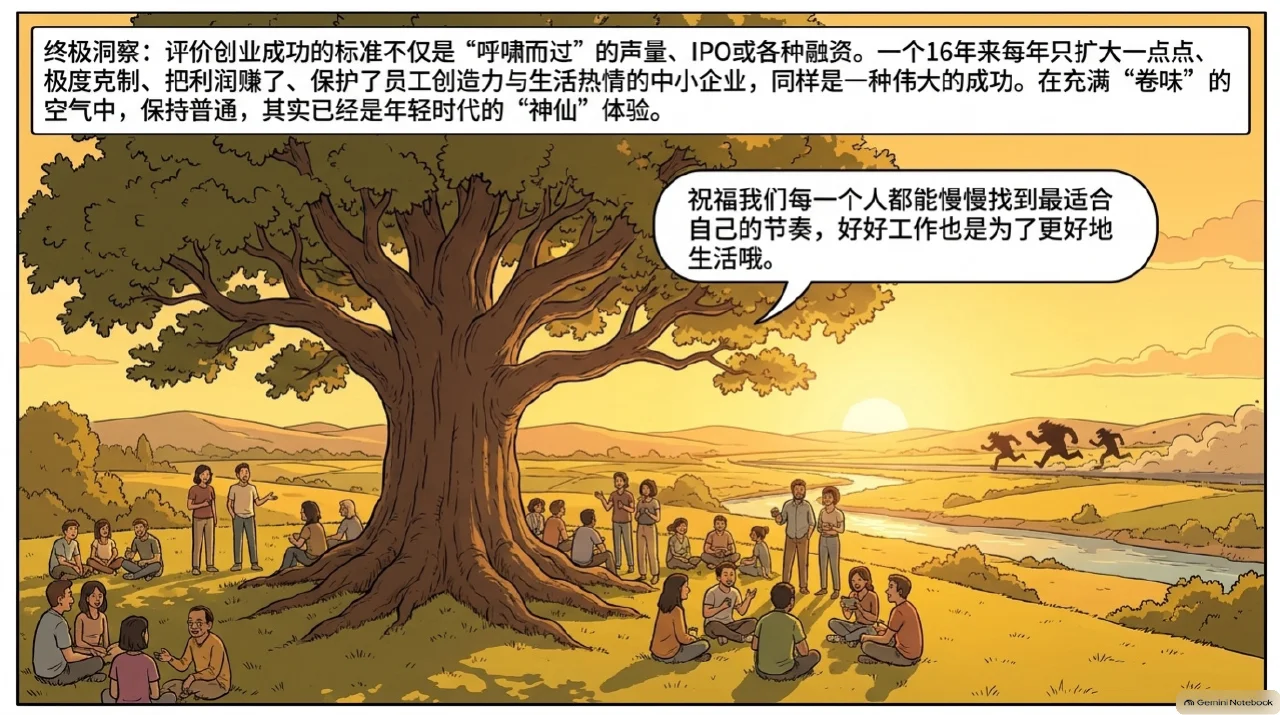 终极洞察：评价创业成功的标准不仅是“呼啸而过”的声量、IPO或各种融资。一个16年来每年只扩大一点点、
极度克制、把利润赚了、保护了员工创造力与生活热情的中小企业，同样是一种伟大的成功。在充满“卷味”的
空气中，保持普通，其实已经是年轻时代的“神仙”体验。
祝福我们每一个人都能慢慢找到最适合
自己的节奏，好好工作也是为了更好地
生活哦。
Gemini Notebook